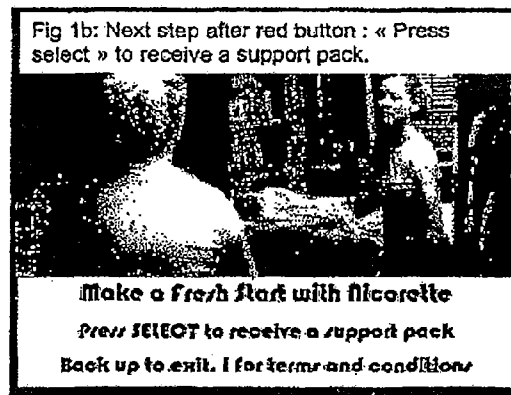 Fig 1b: Next step after red button : « Press
select » to receive a support pack.
Make a Fresh Start with Nicorette
Press SELECT to receive a support pack
Back up to exit. I for terms and conditions